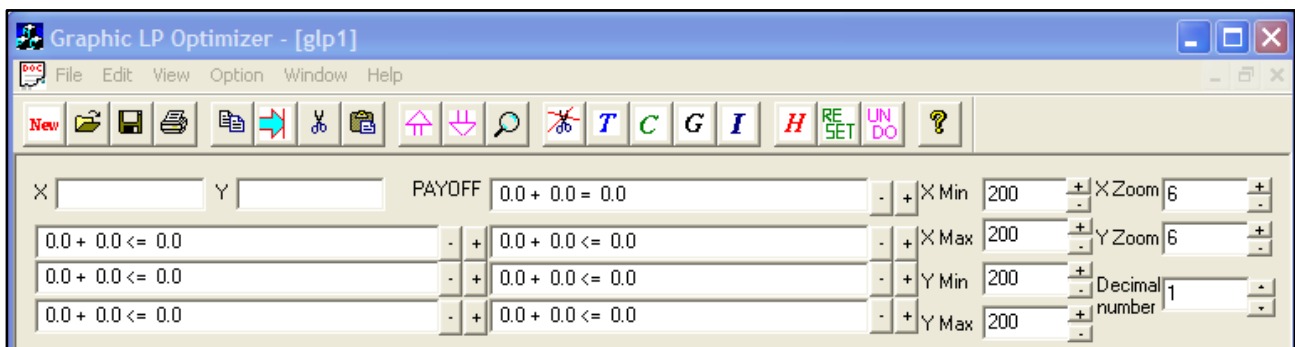 Graphic LP Optimizer - [glp1]
DOC File Edit View Option Window Help
New T C G I H RE SET UN DO ?
X Y PAYOFF 0.0 + 0.0 = 0.0 - + X Min 200 + - X Zoom 6 + -
0.0 + 0.0 <= 0.0 - + 0.0 + 0.0 <= 0.0 - + X Max 200 + - Y Zoom 6 + -
0.0 + 0.0 <= 0.0 - + 0.0 + 0.0 <= 0.0 - + Y Min 200 + - Decimal number 1
0.0 + 0.0 <= 0.0 - + 0.0 + 0.0 <= 0.0 - + Y Max 200 + -